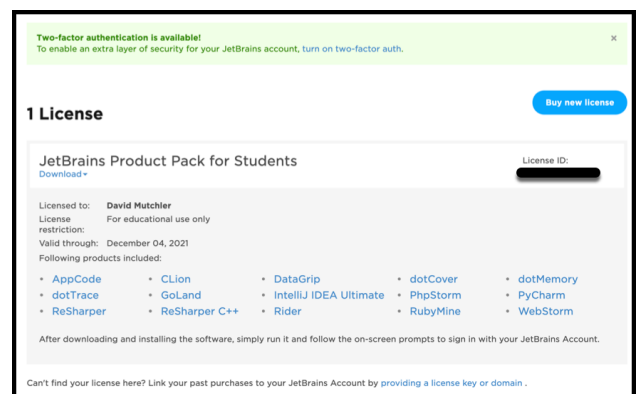 Two-factor authentication is available!
To enable an extra layer of security for your JetBrains account, turn on two-factor auth.
×
Buy new license
1 License
JetBrains Product Pack for Students
Download
License ID:
Licensed to: David Mutchler
License restriction: For educational use only
Valid through: December 04, 2021
Following products included:
• AppCode • CLion • DataGrip • dotCover • dotMemory
• dotTrace • GoLand • IntelliJ IDEA Ultimate • PhpStorm • PyCharm
• ReSharper • ReSharper C++ • Rider • RubyMine • WebStorm
After downloading and installing the software, simply run it and follow the on-screen prompts to sign in with your JetBrains Account.
Can't find your license here? Link your past purchases to your JetBrains Account by providing a license key or domain .